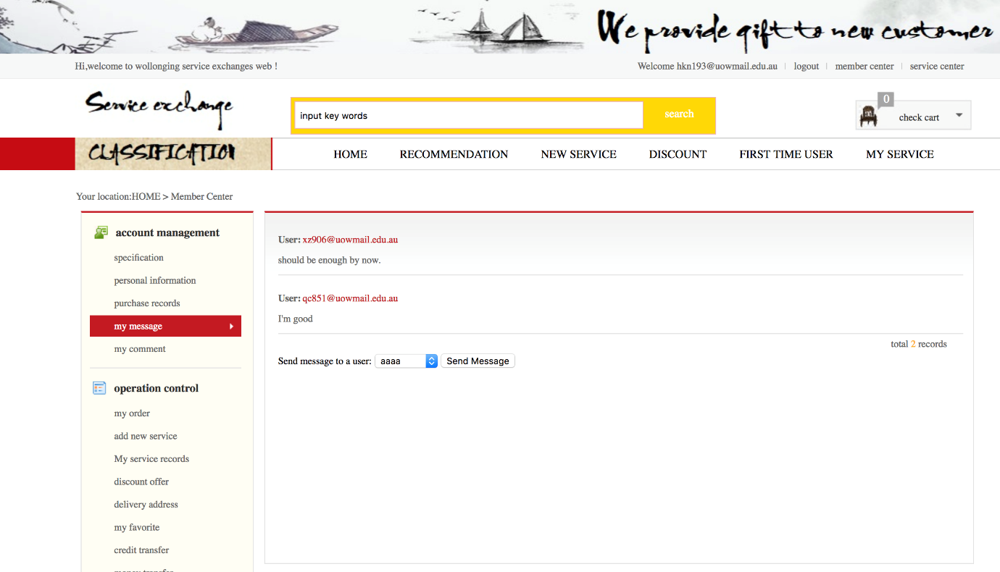 We provide gift to new customer
Hi,welcome to wollonging service exchanges web !
Welcome hkn193@uowmail.edu.au | logout | member center | service center
Service exchange
input key words
search
0
check cart
CLASSIFICATION
HOME RECOMMENDATION NEW SERVICE DISCOUNT FIRST TIME USER MY SERVICE
Your location:HOME > Member Center
account management
specification
personal information
purchase records
my message
my comment
operation control
my order
add new service
My service records
discount offer
delivery address
my favorite
credit transfer
User: xz906@uowmail.edu.au
should be enough by now.
User: qc851@uowmail.edu.au
I'm good
total 2 records
Send message to a user: aaaa Send Message